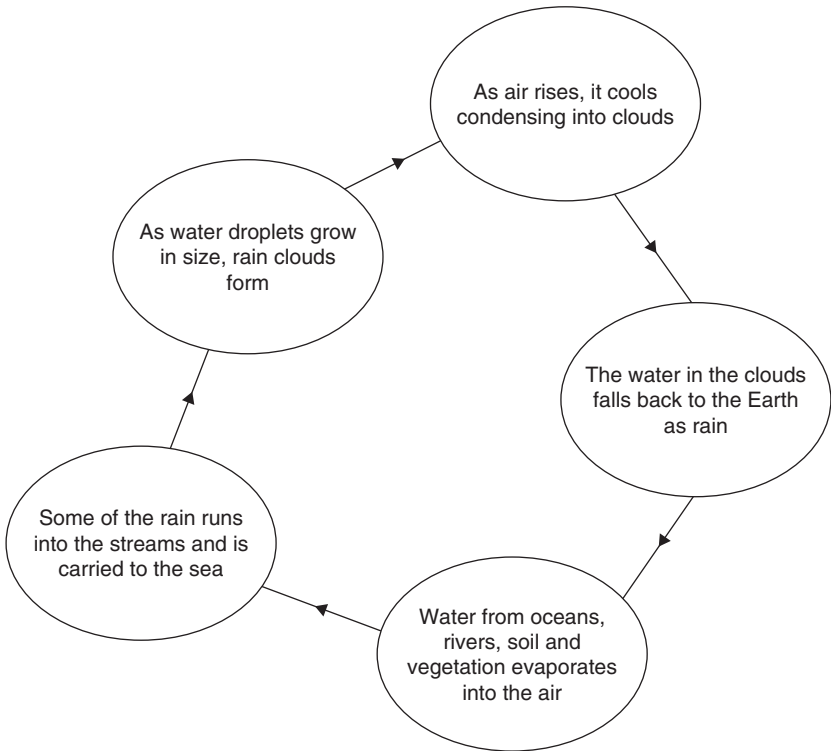 As air rises, it cools
condensing into clouds
As water droplets grow
in size, rain clouds
form
The water in the clouds
falls back to the Earth
as rain
Some of the rain runs
into the streams and is
carried to the sea
Water from oceans,
rivers, soil and
vegetation evaporates
into the air